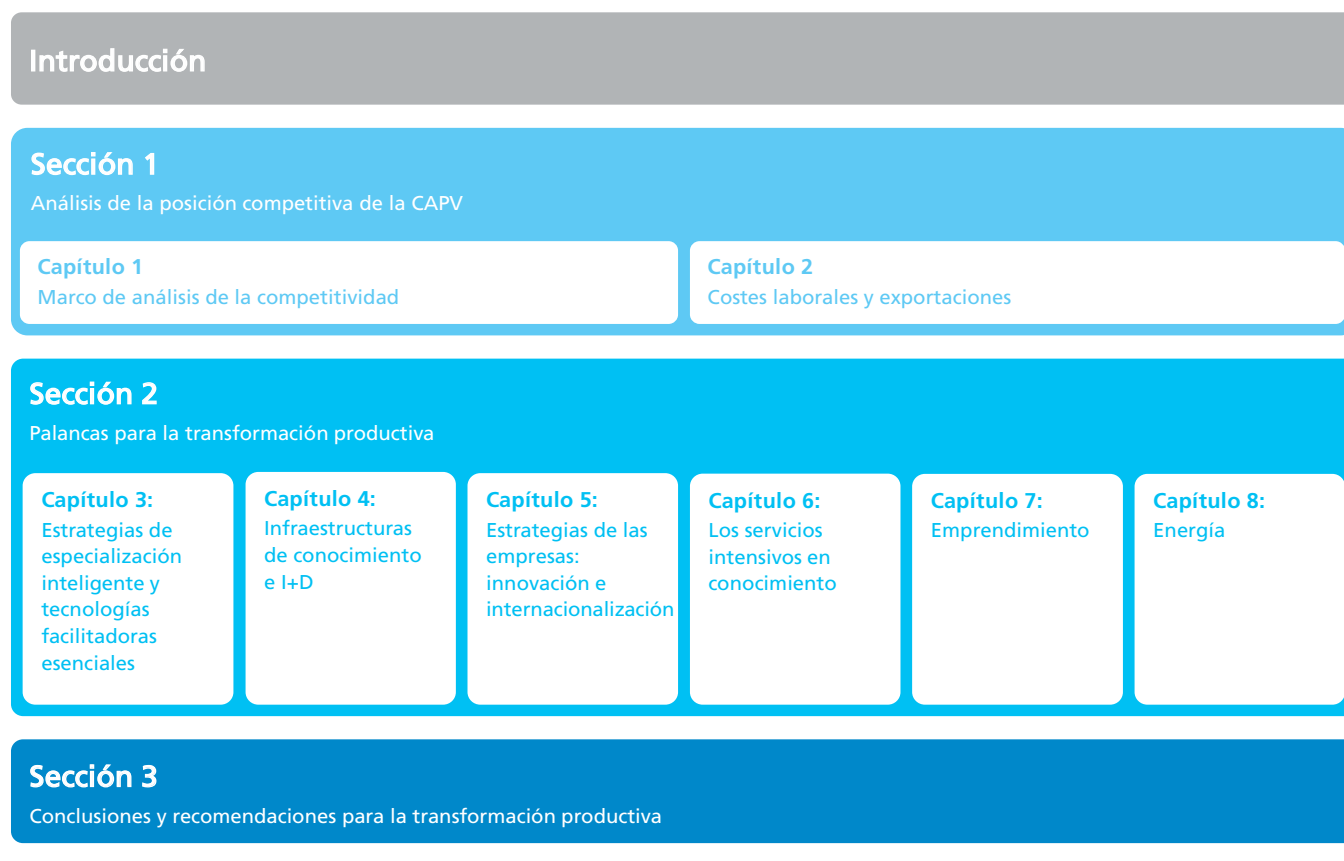 Introducción
Sección 1
Análisis de la posición competitiva de la CAPV
Capítulo 1
Marco de análisis de la competitividad
Capítulo 2
Costes laborales y exportaciones
Sección 2
Palancas para la transformación productiva
Capítulo 3:
Estrategias de
especialización
inteligente y
tecnologías
facilitadoras
esenciales
Capítulo 4:
Infraestructuras
de conocimiento
e I+D
Capítulo 5:
Estrategias de las
empresas:
innovación e
internacionalización
Capítulo 6:
Los servicios
intensivos en
conocimiento
Capítulo 7:
Emprendimiento
Capítulo 8:
Energía
Sección 3
Conclusiones y recomendaciones para la transformación productiva